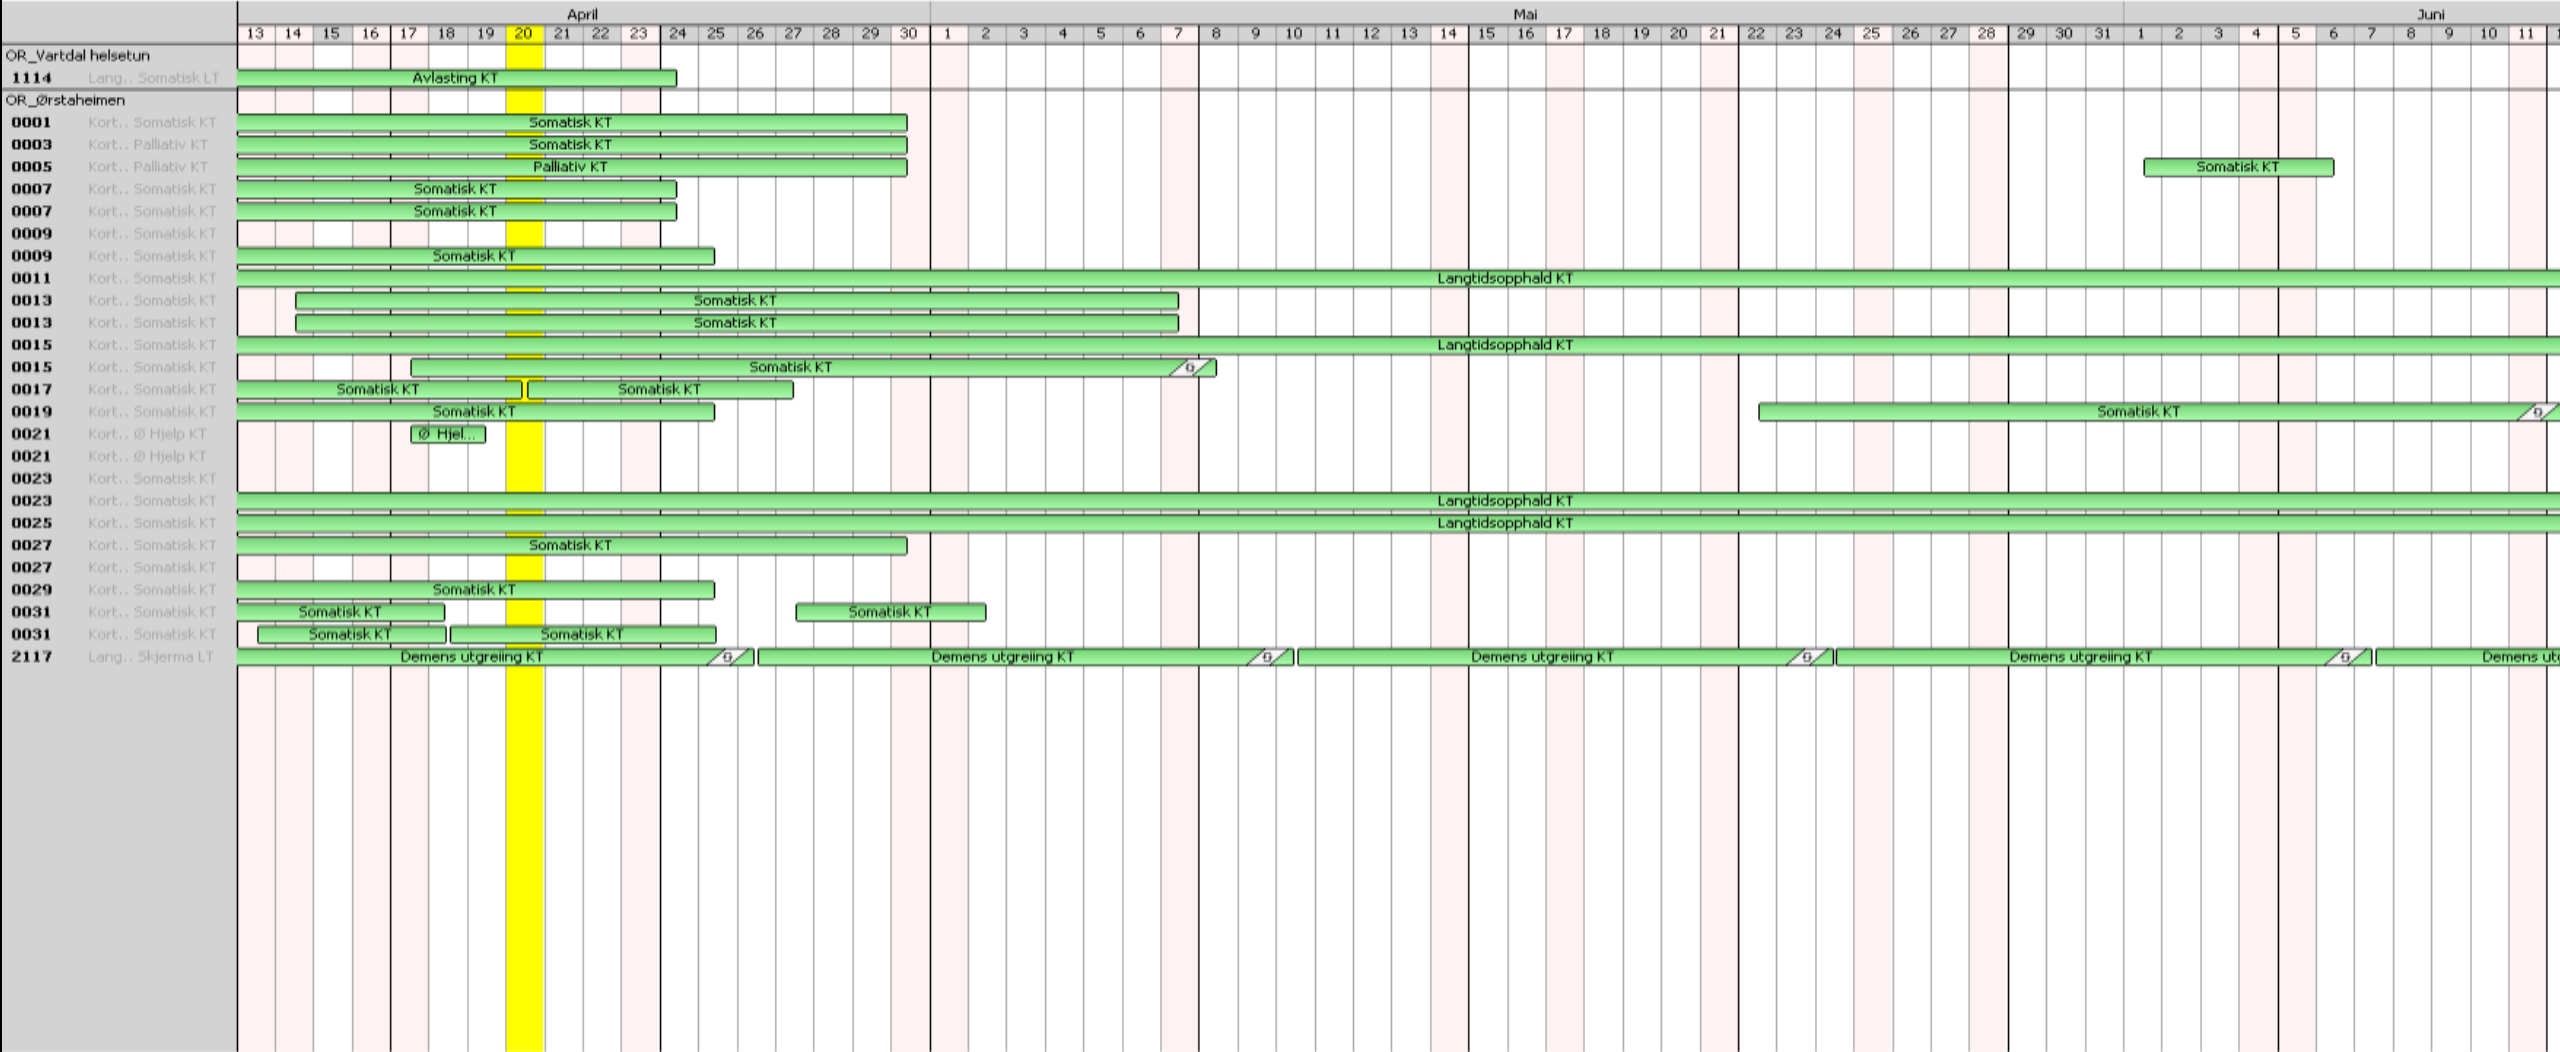 April Mai Juni
13 14 15 16 17 18 19 20 21 22 23 24 25 26 27 28 29 30 1 2 3 4 5 6 7 8 9 10 11 12 13 14 15 16 17 18 19 20 21 22 23 24 25 26 27 28 29 30 31 1 2 3 4 5 6 7 8 9 10 11
OR_Vartdal helsetun
1114 Lang.. Somatisk LT Avlasting KT
OR_Ørstaheimen
0001 Kort.. Somatisk KT Somatisk KT
0003 Kort.. Palliativ KT Somatisk KT
0005 Kort.. Palliativ KT Palliativ KT Somatisk KT
0007 Kort.. Somatisk KT Somatisk KT
0007 Kort.. Somatisk KT Somatisk KT
0009 Kort.. Somatisk KT
0009 Kort.. Somatisk KT Somatisk KT
0011 Kort.. Somatisk KT Langtidsopphald KT
0013 Kort.. Somatisk KT Somatisk KT
0013 Kort.. Somatisk KT Somatisk KT
0015 Kort.. Somatisk KT Langtidsopphald KT
0015 Kort.. Somatisk KT Somatisk KT
0017 Kort.. Somatisk KT Somatisk KT Somatisk KT
0019 Kort.. Somatisk KT Somatisk KT Somatisk KT
0021 Kort.. Ø Hjelp KT Ø Hjel...
0021 Kort.. Ø Hjelp KT
0023 Kort.. Somatisk KT
0023 Kort.. Somatisk KT Langtidsopphald KT
0025 Kort.. Somatisk KT Langtidsopphald KT
0027 Kort.. Somatisk KT Somatisk KT
0027 Kort.. Somatisk KT
0029 Kort.. Somatisk KT Somatisk KT
0031 Kort.. Somatisk KT Somatisk KT Somatisk KT
0031 Kort.. Somatisk KT Somatisk KT Somatisk KT
2117 Lang.. Skjerma LT Demens utgreiing KT Demens utgreiing KT Demens utgreiing KT Demens utgreiing KT Demens